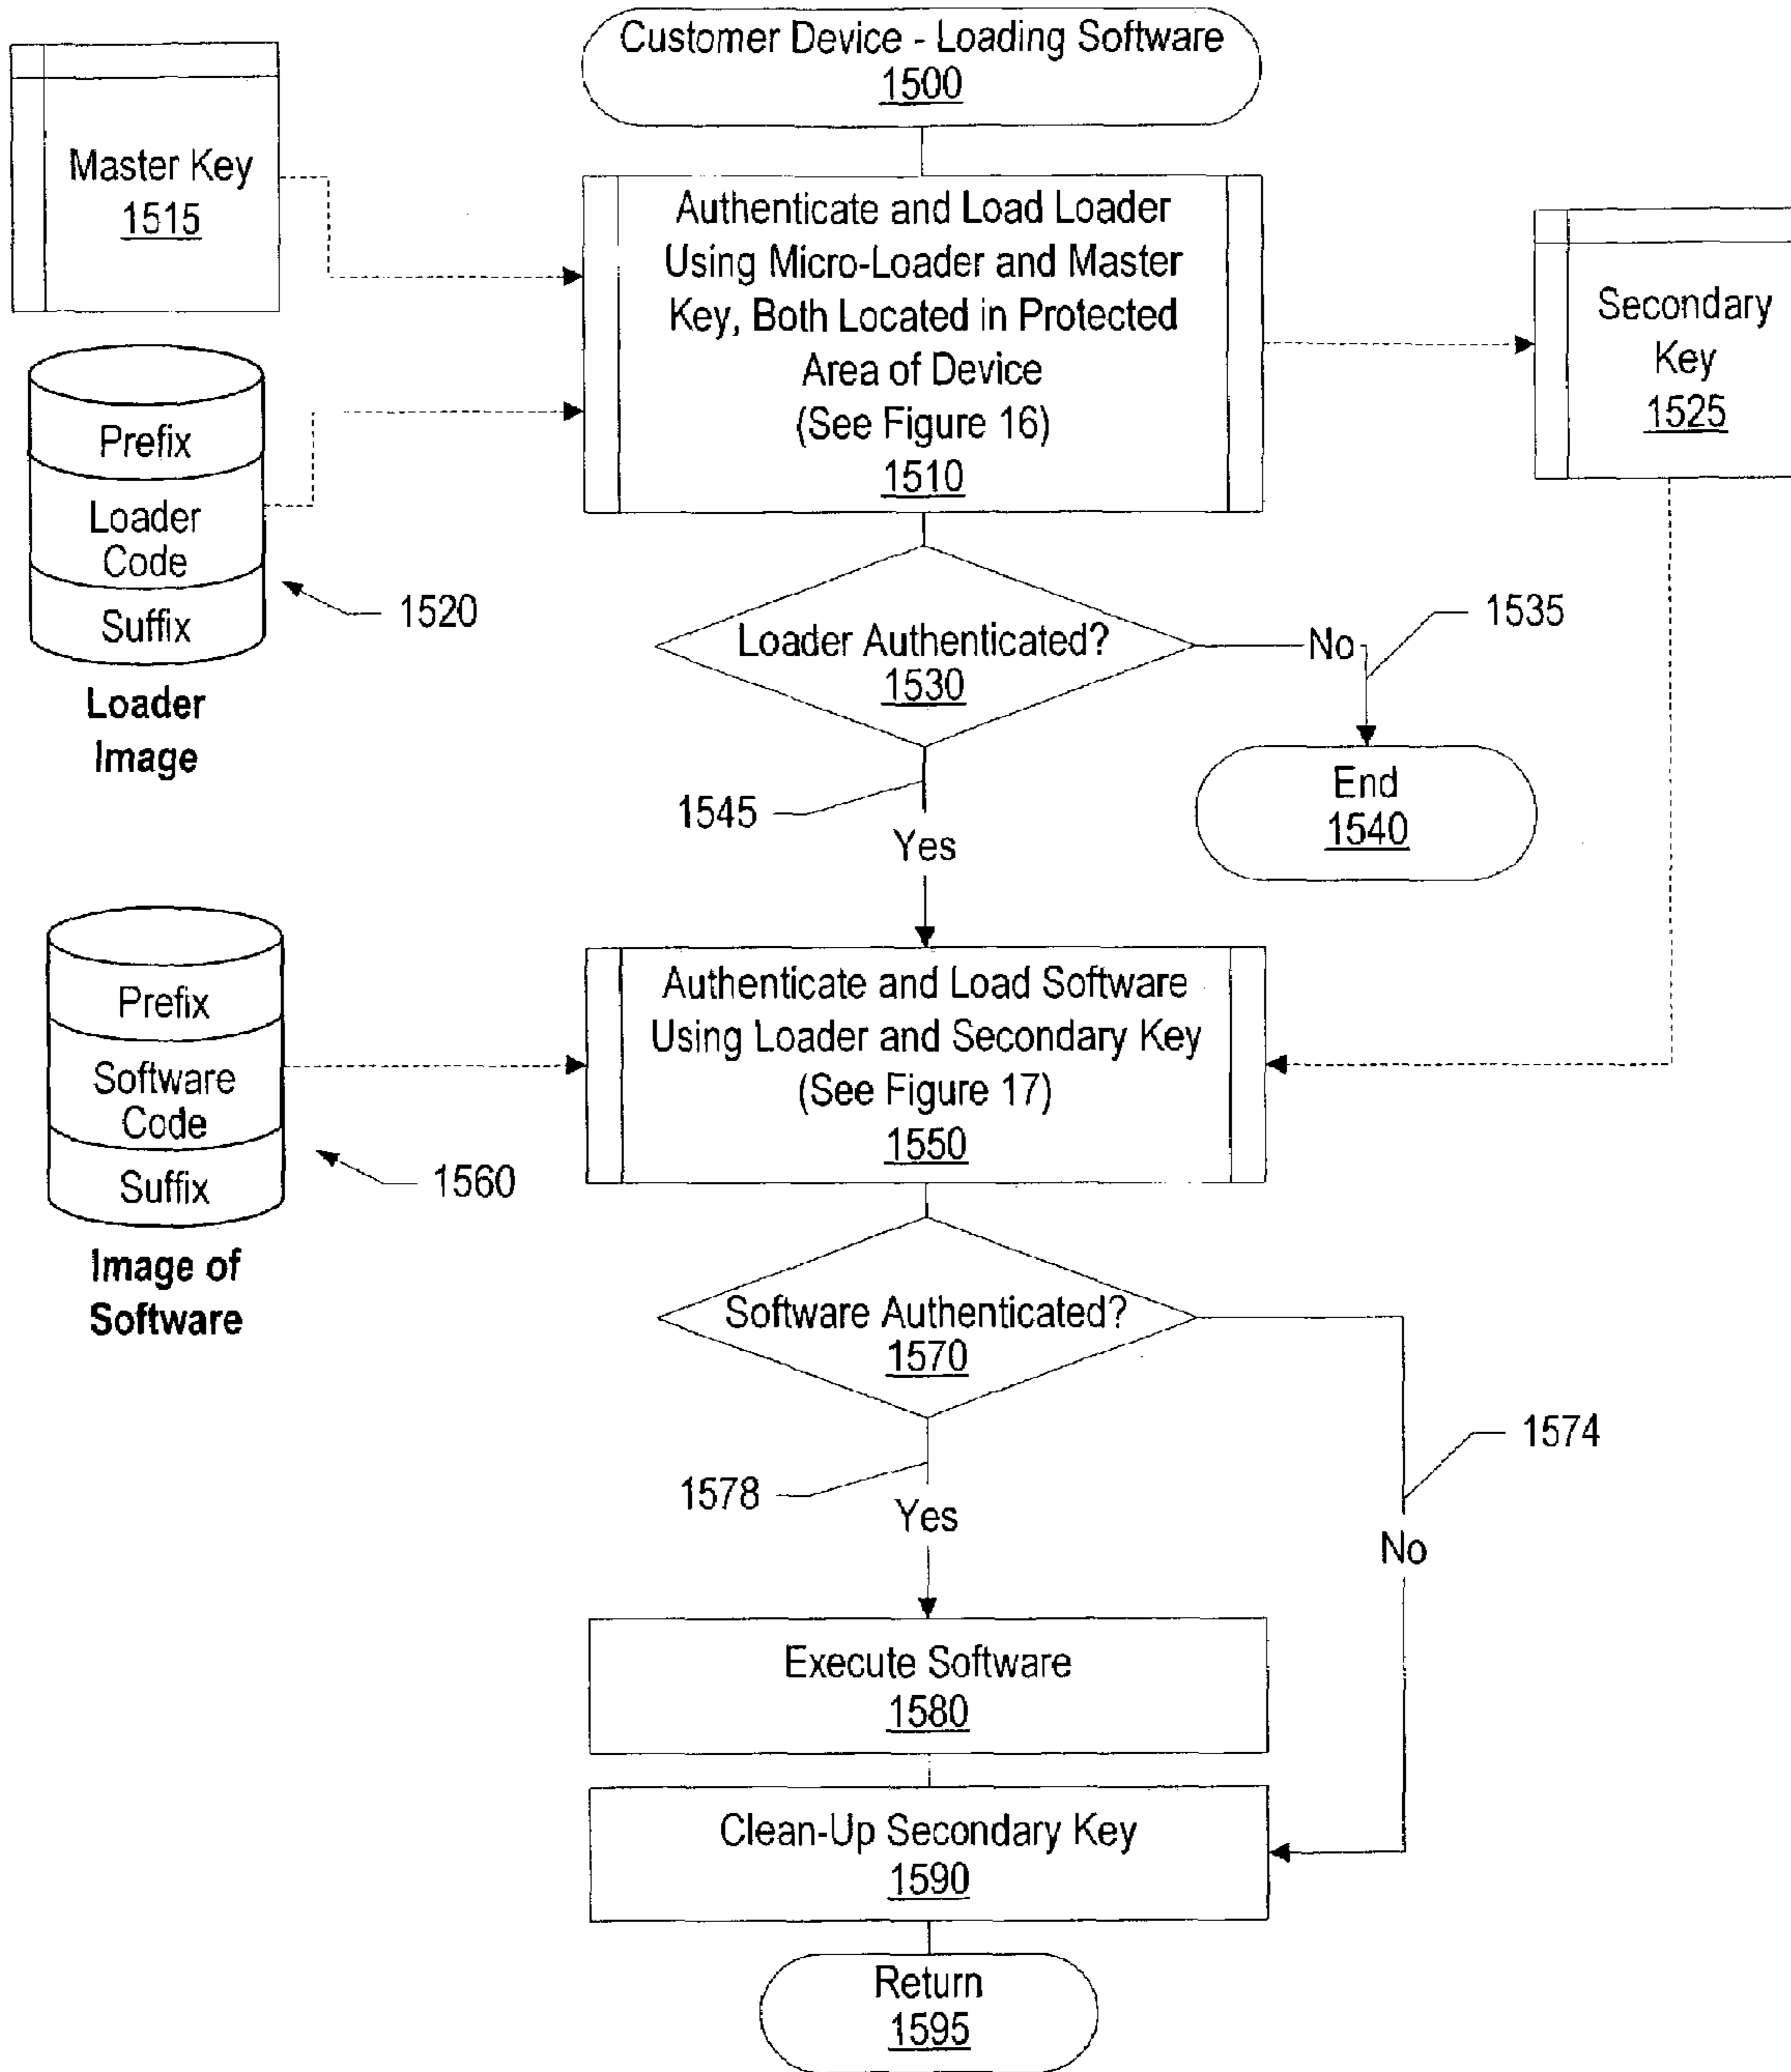 Customer Device - Loading Software
1500
Master Key
1515
Authenticate and Load Loader
Using Micro-Loader and Master
Key, Both Located in Protected
Area of Device
(See Figure 16)
1510
Secondary
Key
1525
Prefix
Loader
Code
Suffix
1520
Loader
Image
Loader Authenticated?
1530
No
1535
End
1540
1545
Yes
Prefix
Software
Code
Suffix
1560
Image of
Software
Authenticate and Load Software
Using Loader and Secondary Key
(See Figure 17)
1550
Software Authenticated?
1570
1574
No
1578
Yes
Execute Software
1580
Clean-Up Secondary Key
1590
Return
1595